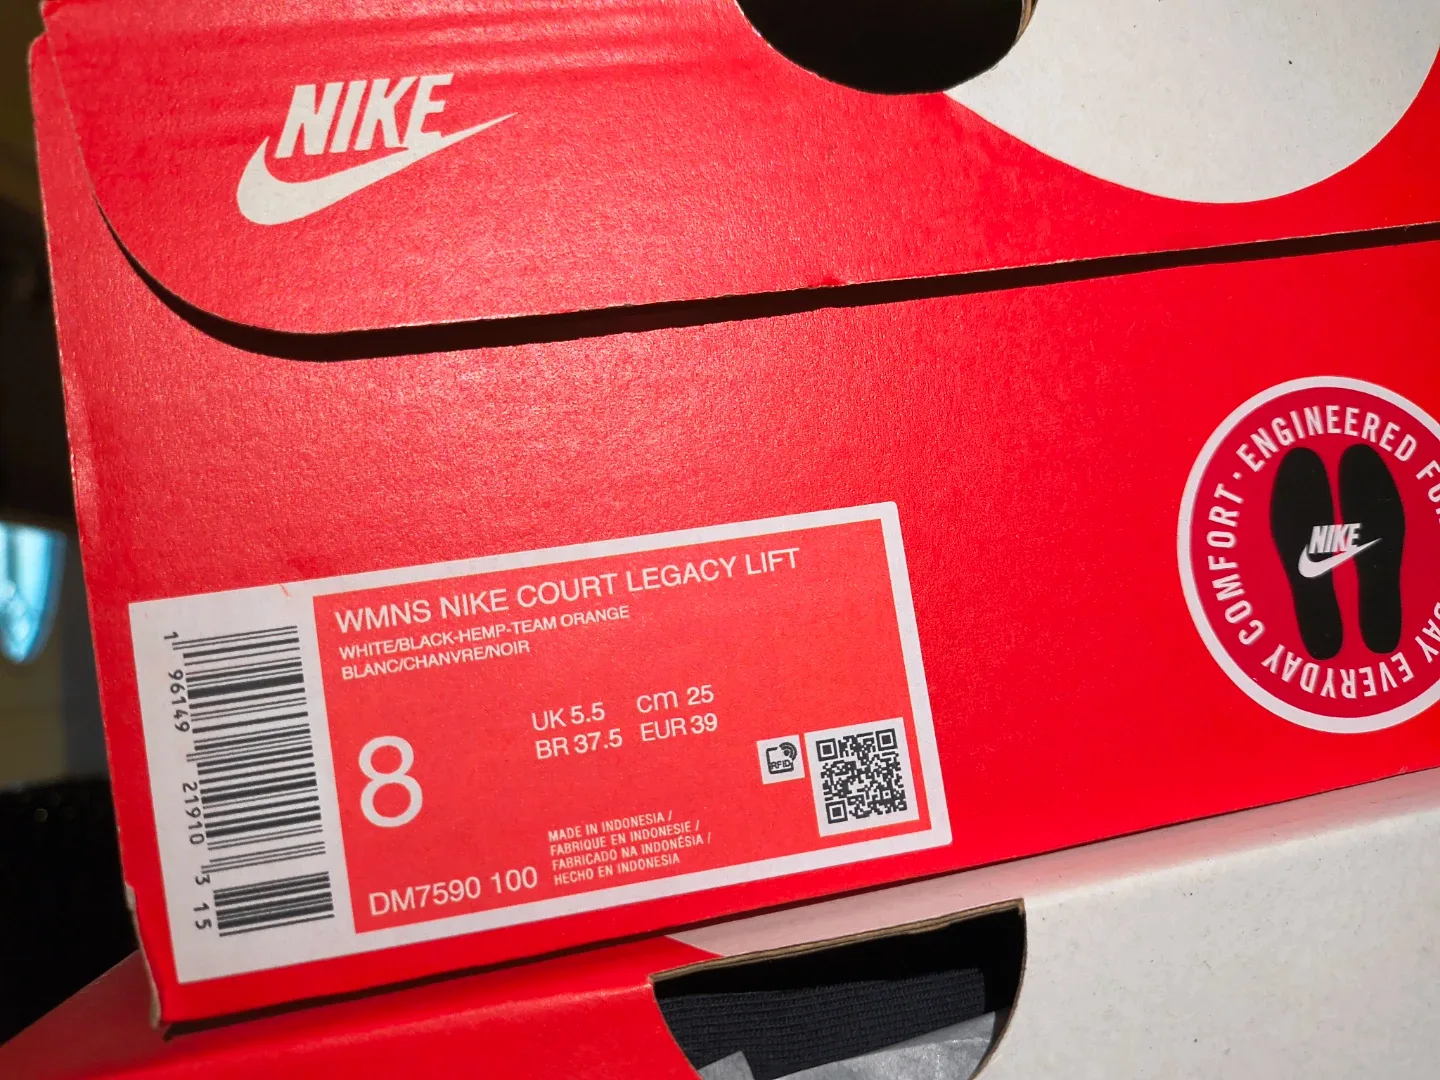 NIKE
ENGINEERED FOR
DAY EVERYDAY COMFORT ·
NIKE
WMNS NIKE COURT LEGACY LIFT
WHITE/BLACK-HEMP-TEAM ORANGE
BLANC/CHANVRE/NOIR
8
UK 5.5 cm 25
BR 37.5 EUR 39
RFID
MADE IN INDONESIA /
FABRIQUE EN INDONESIE /
FABRICADO NA INDONÉSIA /
HECHO EN INDONESIA
DM7590 100
1 96149 21910 3 15